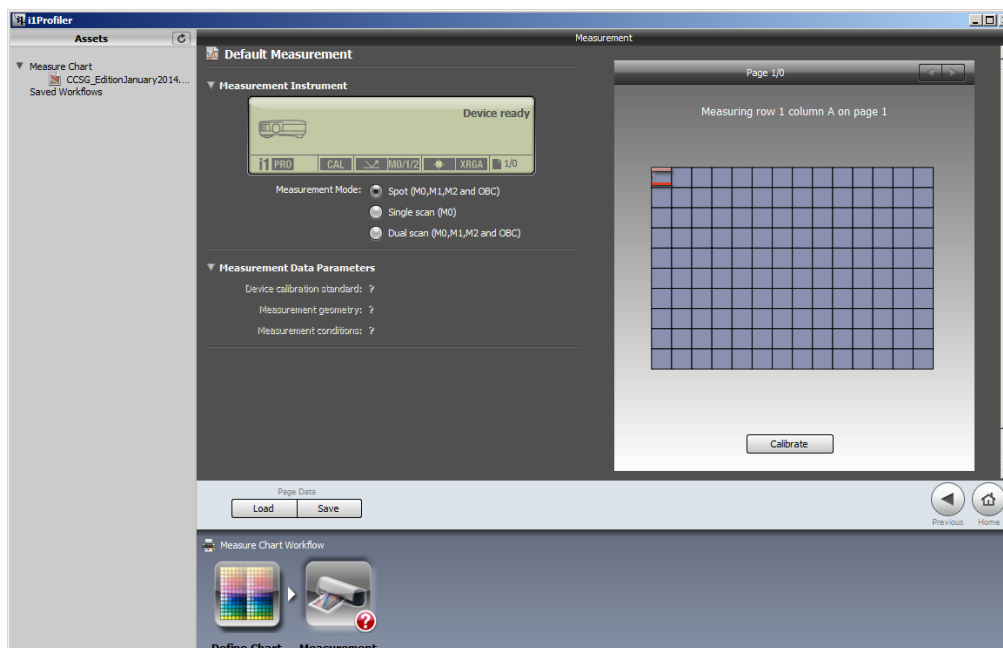 i1Profiler
Assets
Measurement
Measure Chart
CCSG_EditionJanuary2014....
Saved Workflows
Default Measurement
Measurement Instrument
Device ready
i1 PRO
CAL
M0/1/2
XRGA
1/0
Measurement Mode:
Spot (M0,M1,M2 and OBC)
Single scan (M0)
Dual scan (M0,M1,M2 and OBC)
Measurement Data Parameters
Device calibration standard: ?
Measurement geometry: ?
Measurement conditions: ?
Page 1/0
Measuring row 1 column A on page 1
Calibrate
Page Data
Load
Save
Previous
Home
Measure Chart Workflow
Define Chart
Measurement